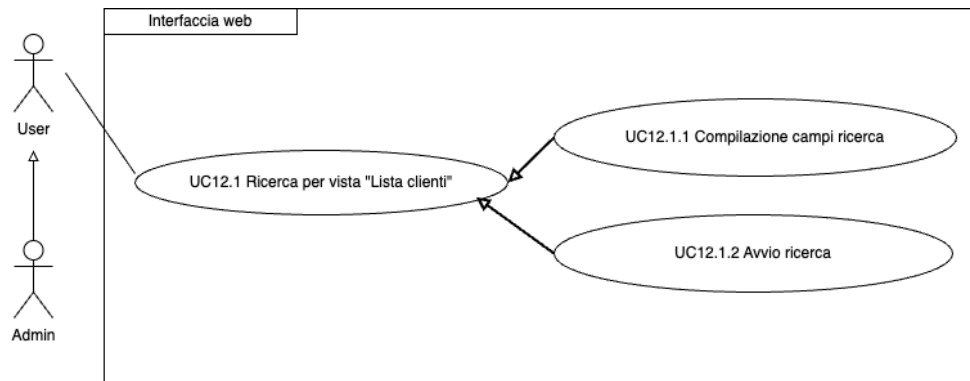 Interfaccia web
User
UC12.1.1 Compilazione campi ricerca
UC12.1 Ricerca per vista "Lista clienti"
UC12.1.2 Avvio ricerca
Admin